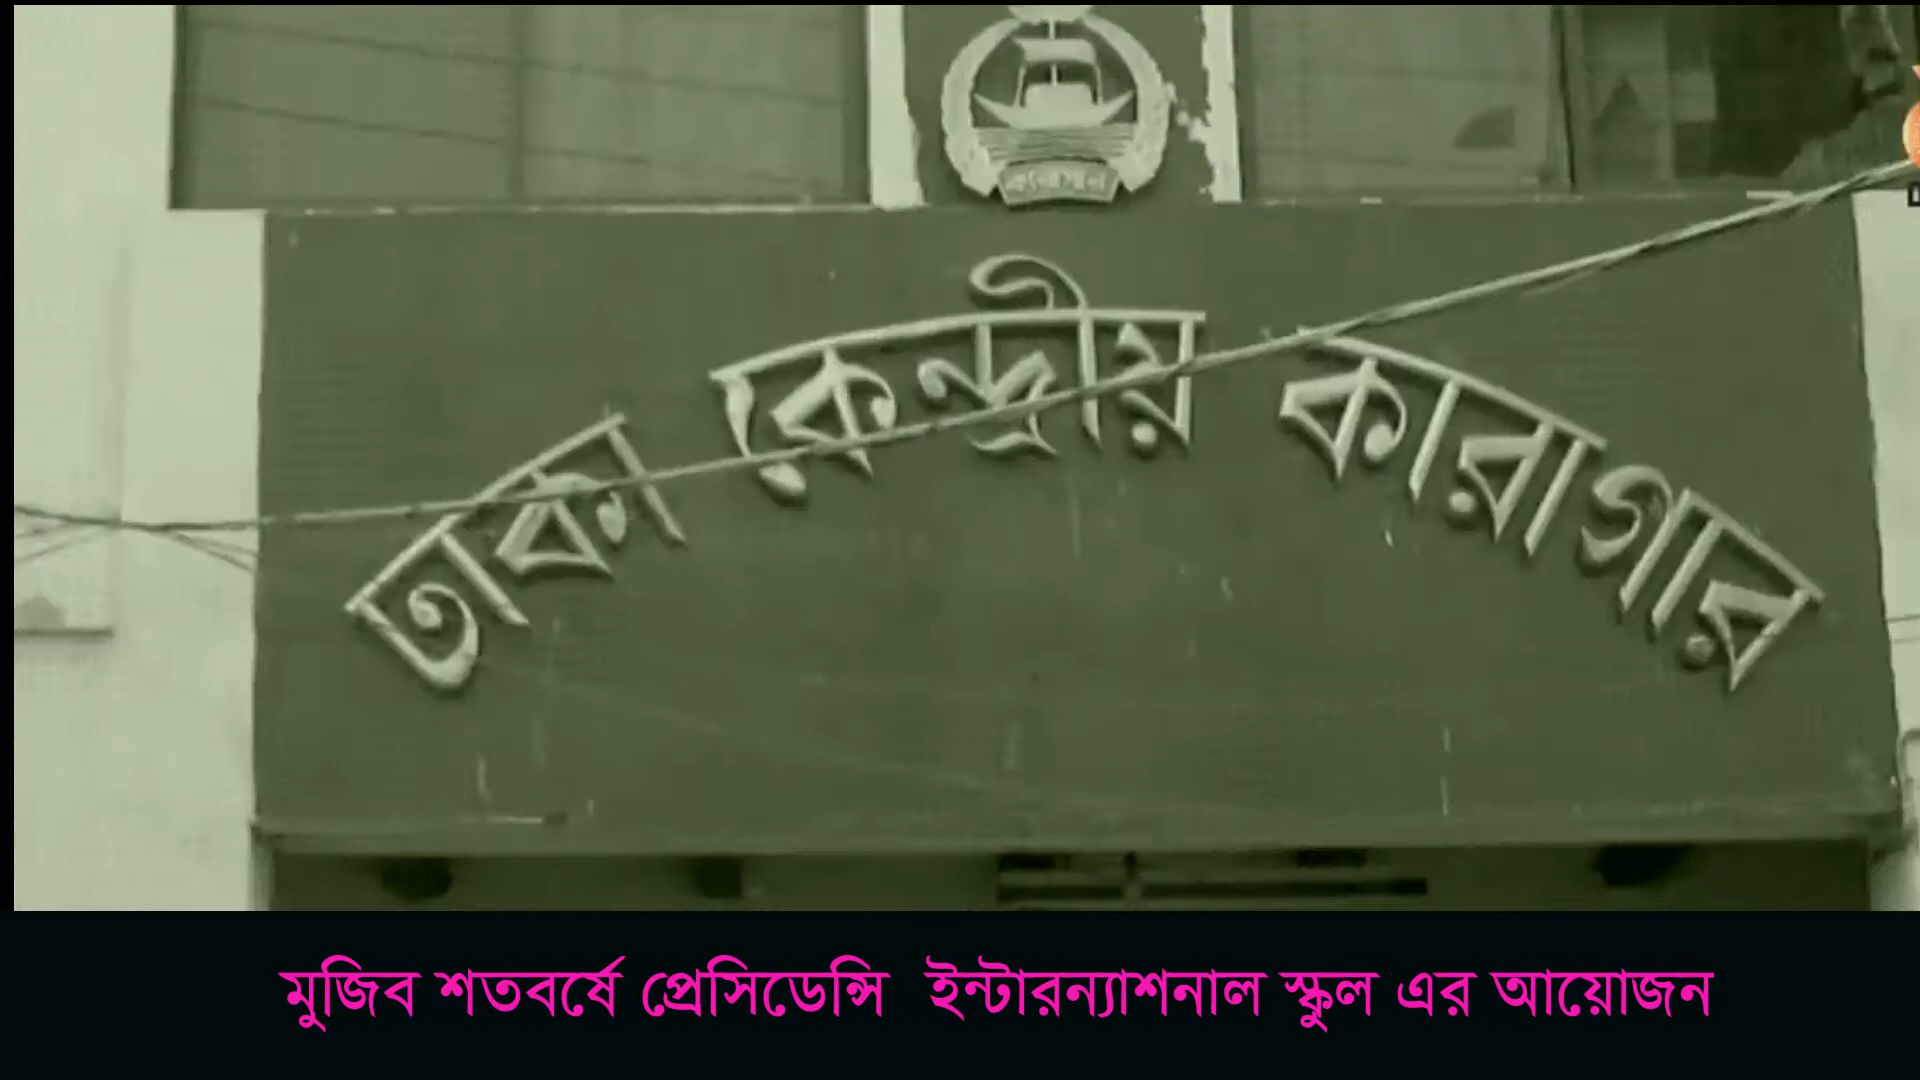 ঢাকা কেন্দ্রীয় কারাগার
মুজিব শতবর্ষে প্রেসিডেন্সি ইন্টারন্যাশনাল স্কুল এর আয়োজন